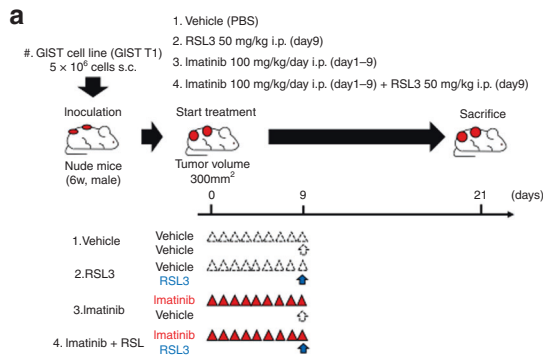 a
1. Vehicle (PBS)
2. RSL3 50 mg/kg i.p. (day9)
3. Imatinib 100 mg/kg/day i.p. (day1–9)
4. Imatinib 100 mg/kg/day i.p. (day1–9) + RSL3 50 mg/kg i.p. (day9)
#. GIST cell line (GIST T1)
5 × 10⁶ cells s.c.
Inoculation
Start treatment
Sacrifice
Nude mice
(6w, male)
Tumor volume
300mm²
0 9 21 (days)
1.Vehicle
Vehicle
Vehicle
2.RSL3
Vehicle
RSL3
3.Imatinib
Imatinib
Vehicle
4. Imatinib + RSL
Imatinib
RSL3